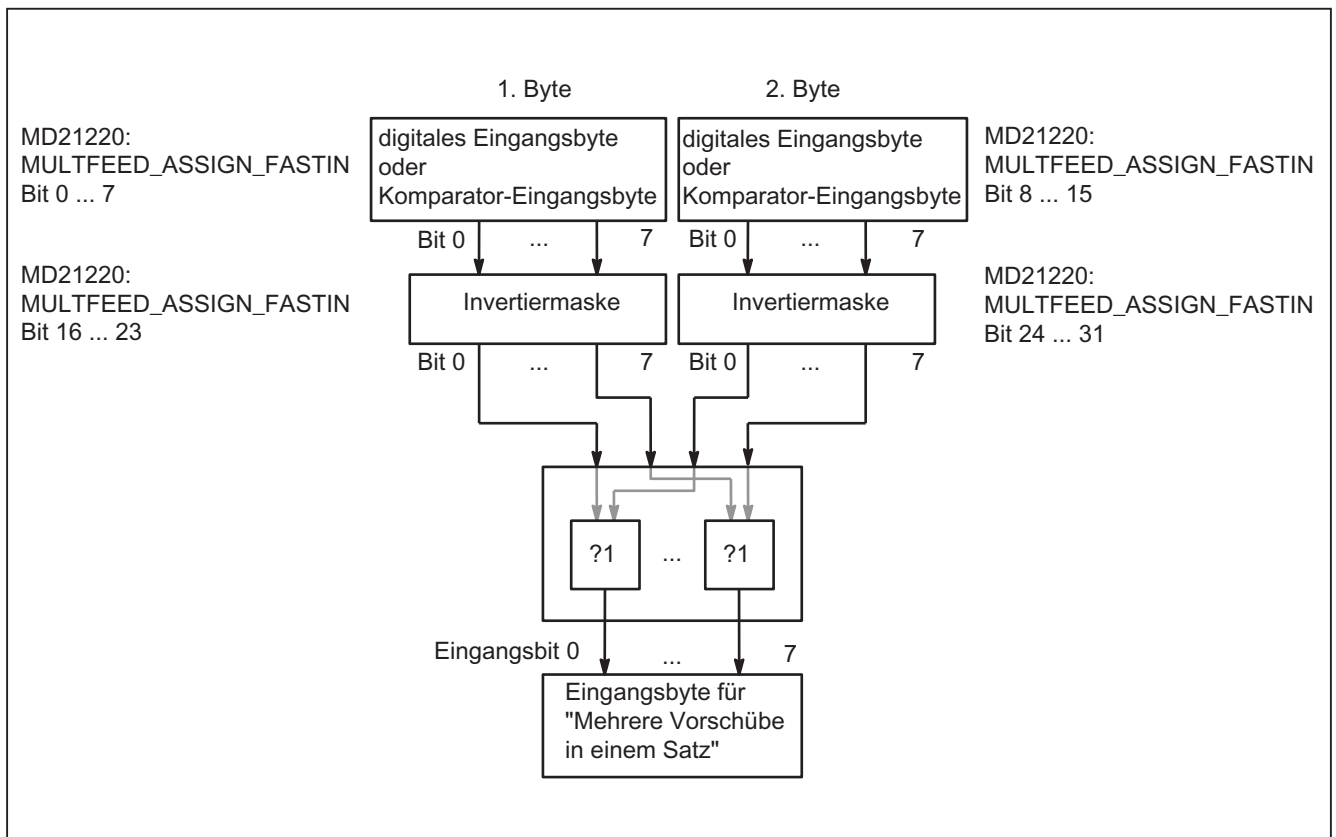 1. Byte
2. Byte
MD21220:
MULTFEED_ASSIGN_FASTIN
Bit 0 ... 7
digitales Eingangsbyte
oder
Komparator-Eingangsbyte
digitales Eingangsbyte
oder
Komparator-Eingangsbyte
MD21220:
MULTFEED_ASSIGN_FASTIN
Bit 8 ... 15
Bit 0 ... 7
Bit 0 ... 7
MD21220:
MULTFEED_ASSIGN_FASTIN
Bit 16 ... 23
Invertiermaske
Invertiermaske
MD21220:
MULTFEED_ASSIGN_FASTIN
Bit 24 ... 31
Bit 0 ... 7
Bit 0 ... 7
?1 ... ?1
Eingangsbit 0 ... 7
Eingangsbyte für
"Mehrere Vorschübe
in einem Satz"